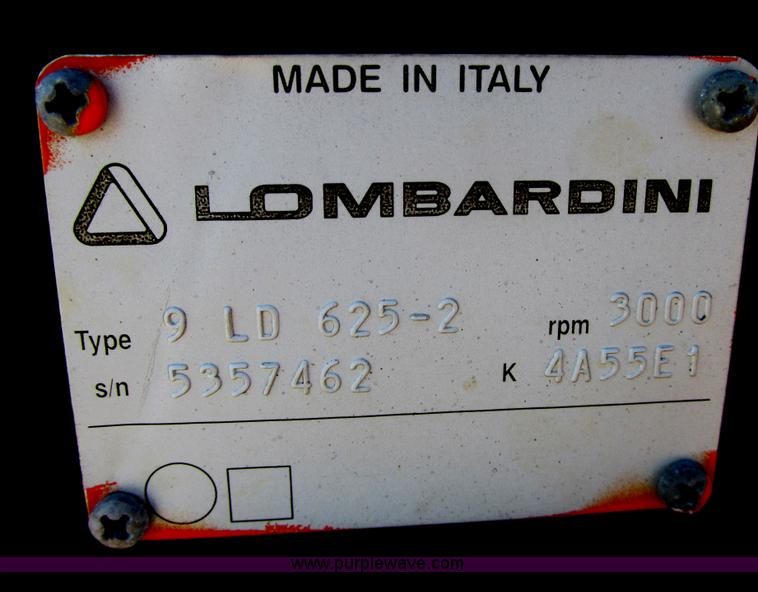 MADE IN ITALY
LOMBARDINI
Type 9 LD 625-2 rpm 3000
s/n 5357462 K 4A55E1
www.purplewave.com